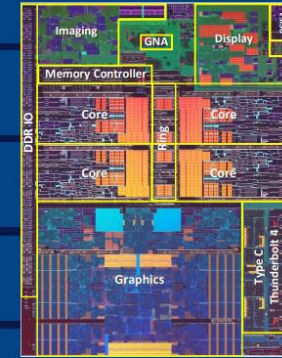 Imaging
GNA
Display
Memory Controller
DDR IO
Core
Core
Ring
Core
Core
Graphics
Type C
Thunderbolt 4